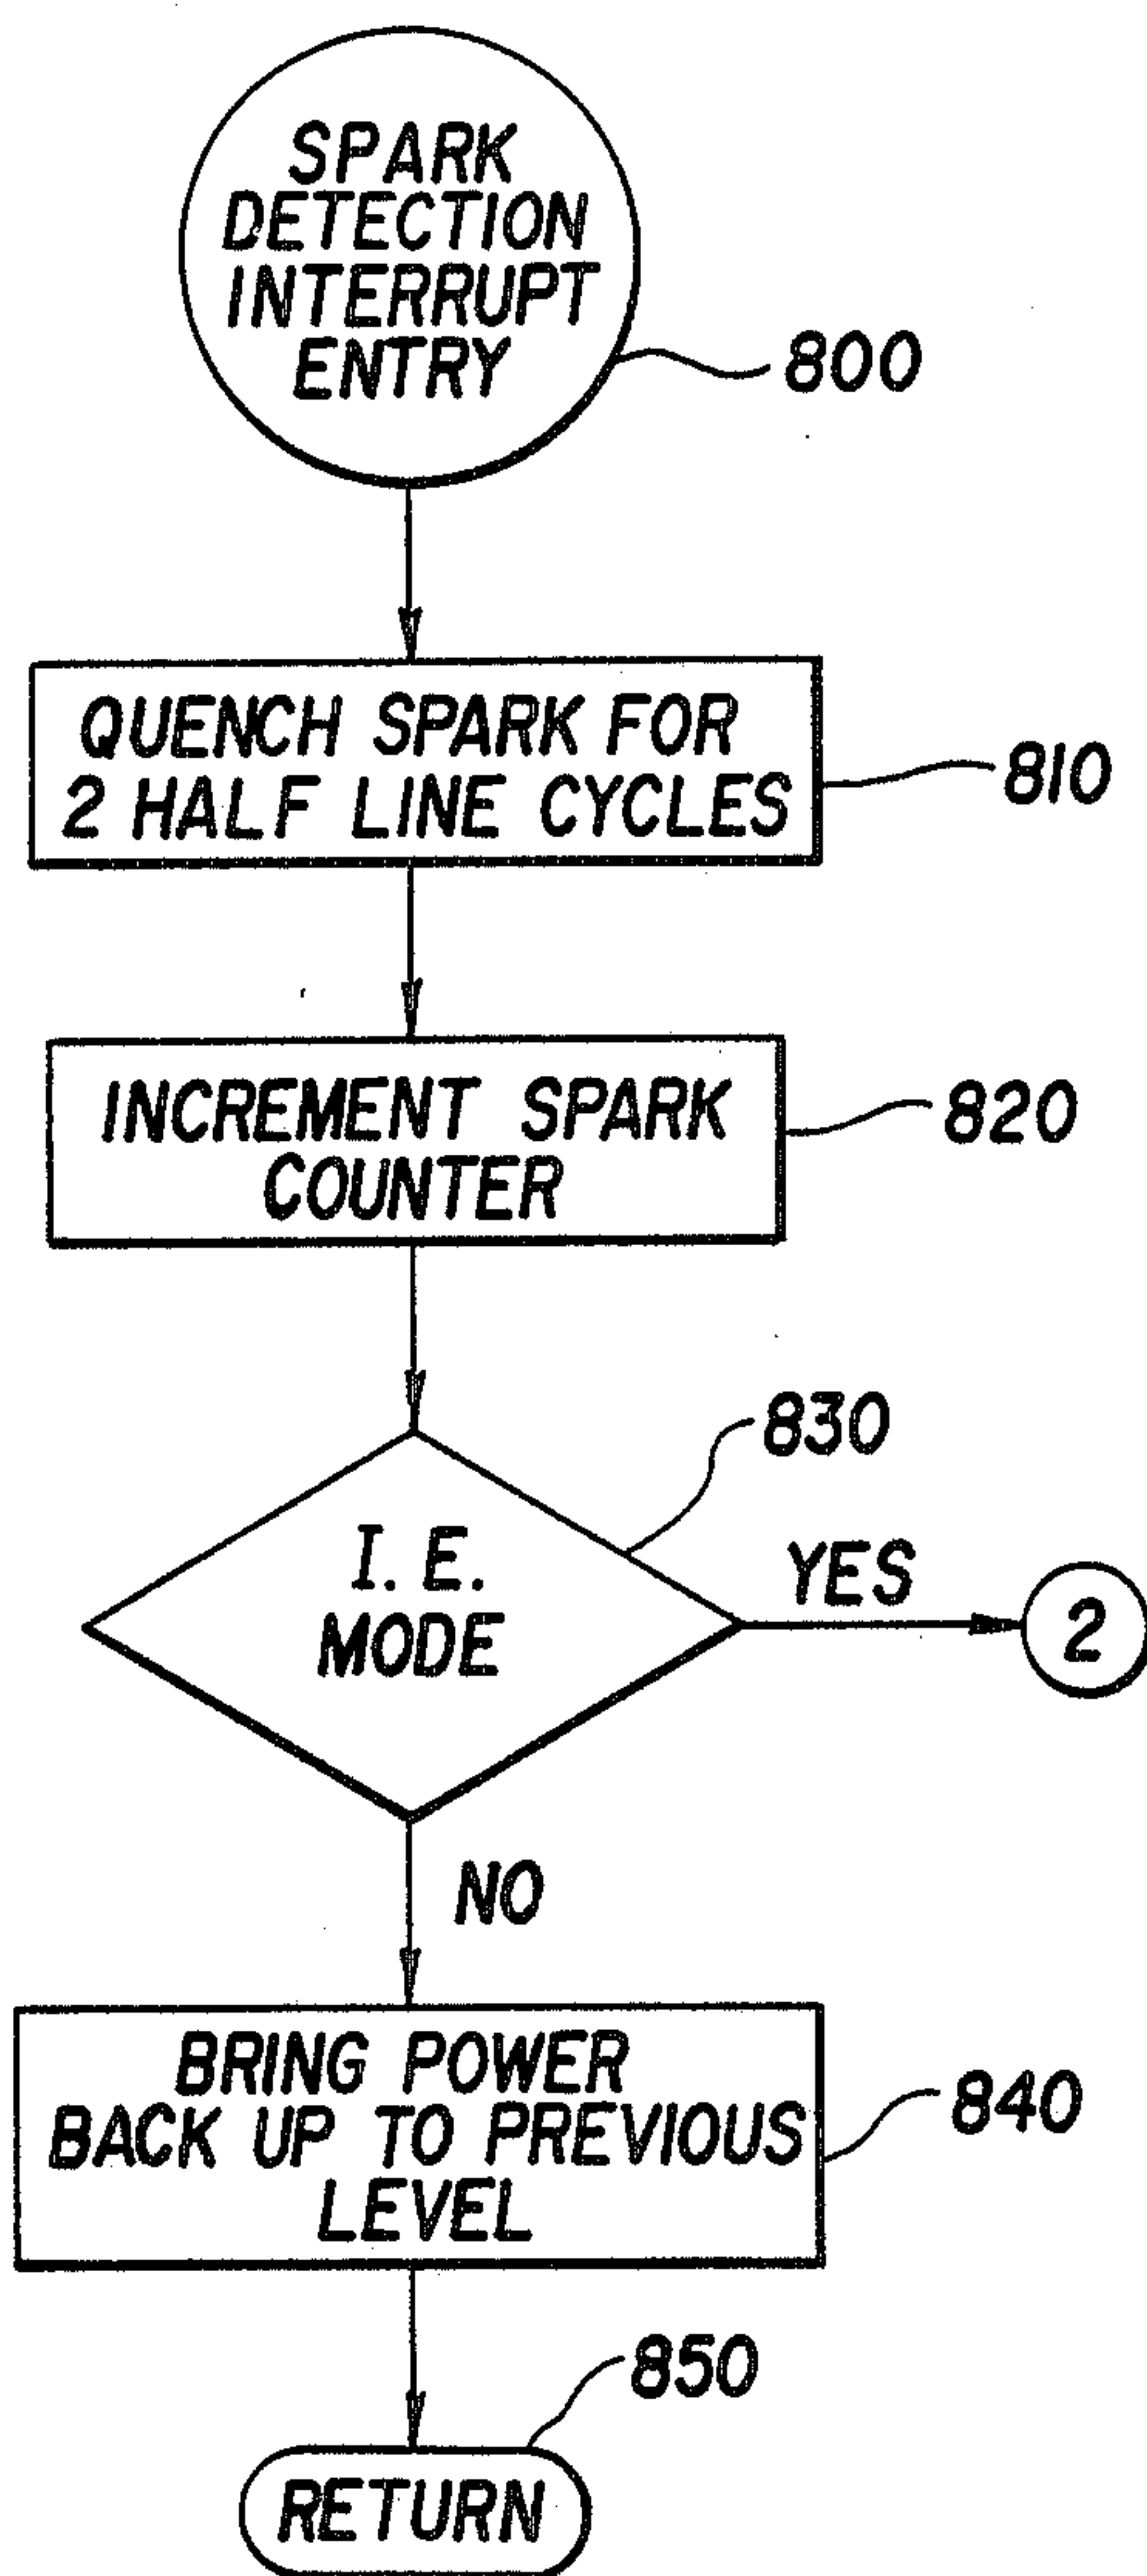 SPARK
DETECTION
INTERRUPT
ENTRY
800
QUENCH SPARK FOR
2 HALF LINE CYCLES
810
INCREMENT SPARK
COUNTER
820
830
I. E.
MODE
YES
2
NO
BRING POWER
BACK UP TO PREVIOUS
LEVEL
840
850
RETURN